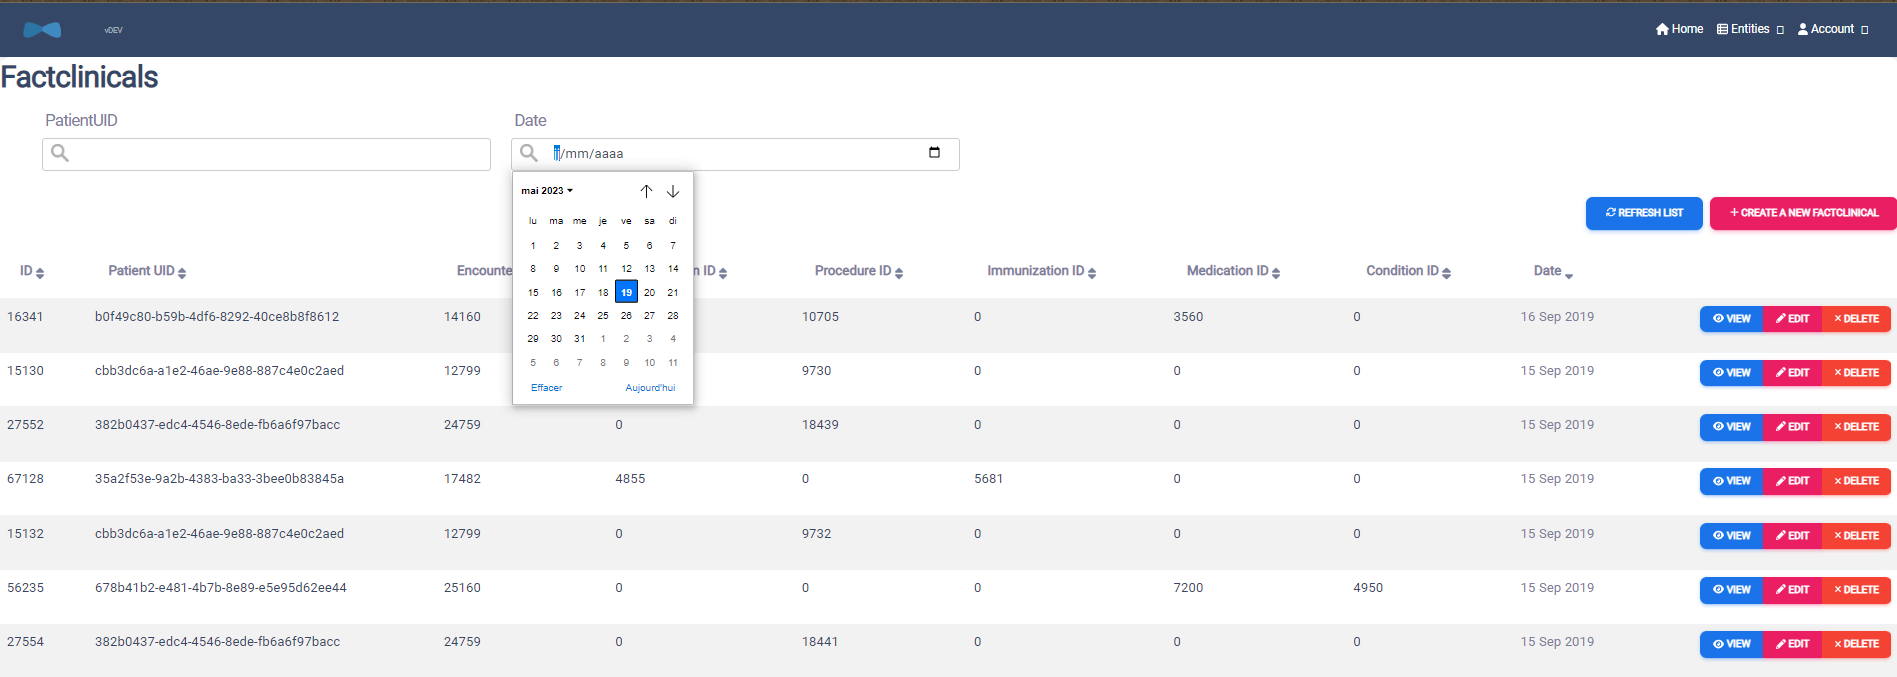 vDEV
Home Entities Account
Factclinicals
PatientUID Date
jj/mm/aaaa
mai 2023
lu ma me je ve sa di
1 2 3 4 5 6 7
8 9 10 11 12 13 14
15 16 17 18 19 20 21
22 23 24 25 26 27 28
29 30 31 1 2 3 4
5 6 7 8 9 10 11
Effacer Aujourd'hui
REFRESH LIST + CREATE A NEW FACTCLINICAL
ID Patient UID Encounte n ID Procedure ID Immunization ID Medication ID Condition ID Date
16341 b0f49c80-b59b-4df6-8292-40ce8b8f8612 14160 10705 0 3560 0 16 Sep 2019 VIEW EDIT × DELETE
15130 cbb3dc6a-a1e2-46ae-9e88-887c4e0c2aed 12799 9730 0 0 0 15 Sep 2019 VIEW EDIT × DELETE
27552 382b0437-edc4-4546-8ede-fb6a6f97bacc 24759 0 18439 0 0 0 15 Sep 2019 VIEW EDIT × DELETE
67128 35a2f53e-9a2b-4383-ba33-3bee0b83845a 17482 4855 0 5681 0 0 15 Sep 2019 VIEW EDIT × DELETE
15132 cbb3dc6a-a1e2-46ae-9e88-887c4e0c2aed 12799 0 9732 0 0 0 15 Sep 2019 VIEW EDIT × DELETE
56235 678b41b2-e481-4b7b-8e89-e5e95d62ee44 25160 0 0 0 7200 4950 15 Sep 2019 VIEW EDIT × DELETE
27554 382b0437-edc4-4546-8ede-fb6a6f97bacc 24759 0 18441 0 0 0 15 Sep 2019 VIEW EDIT × DELETE